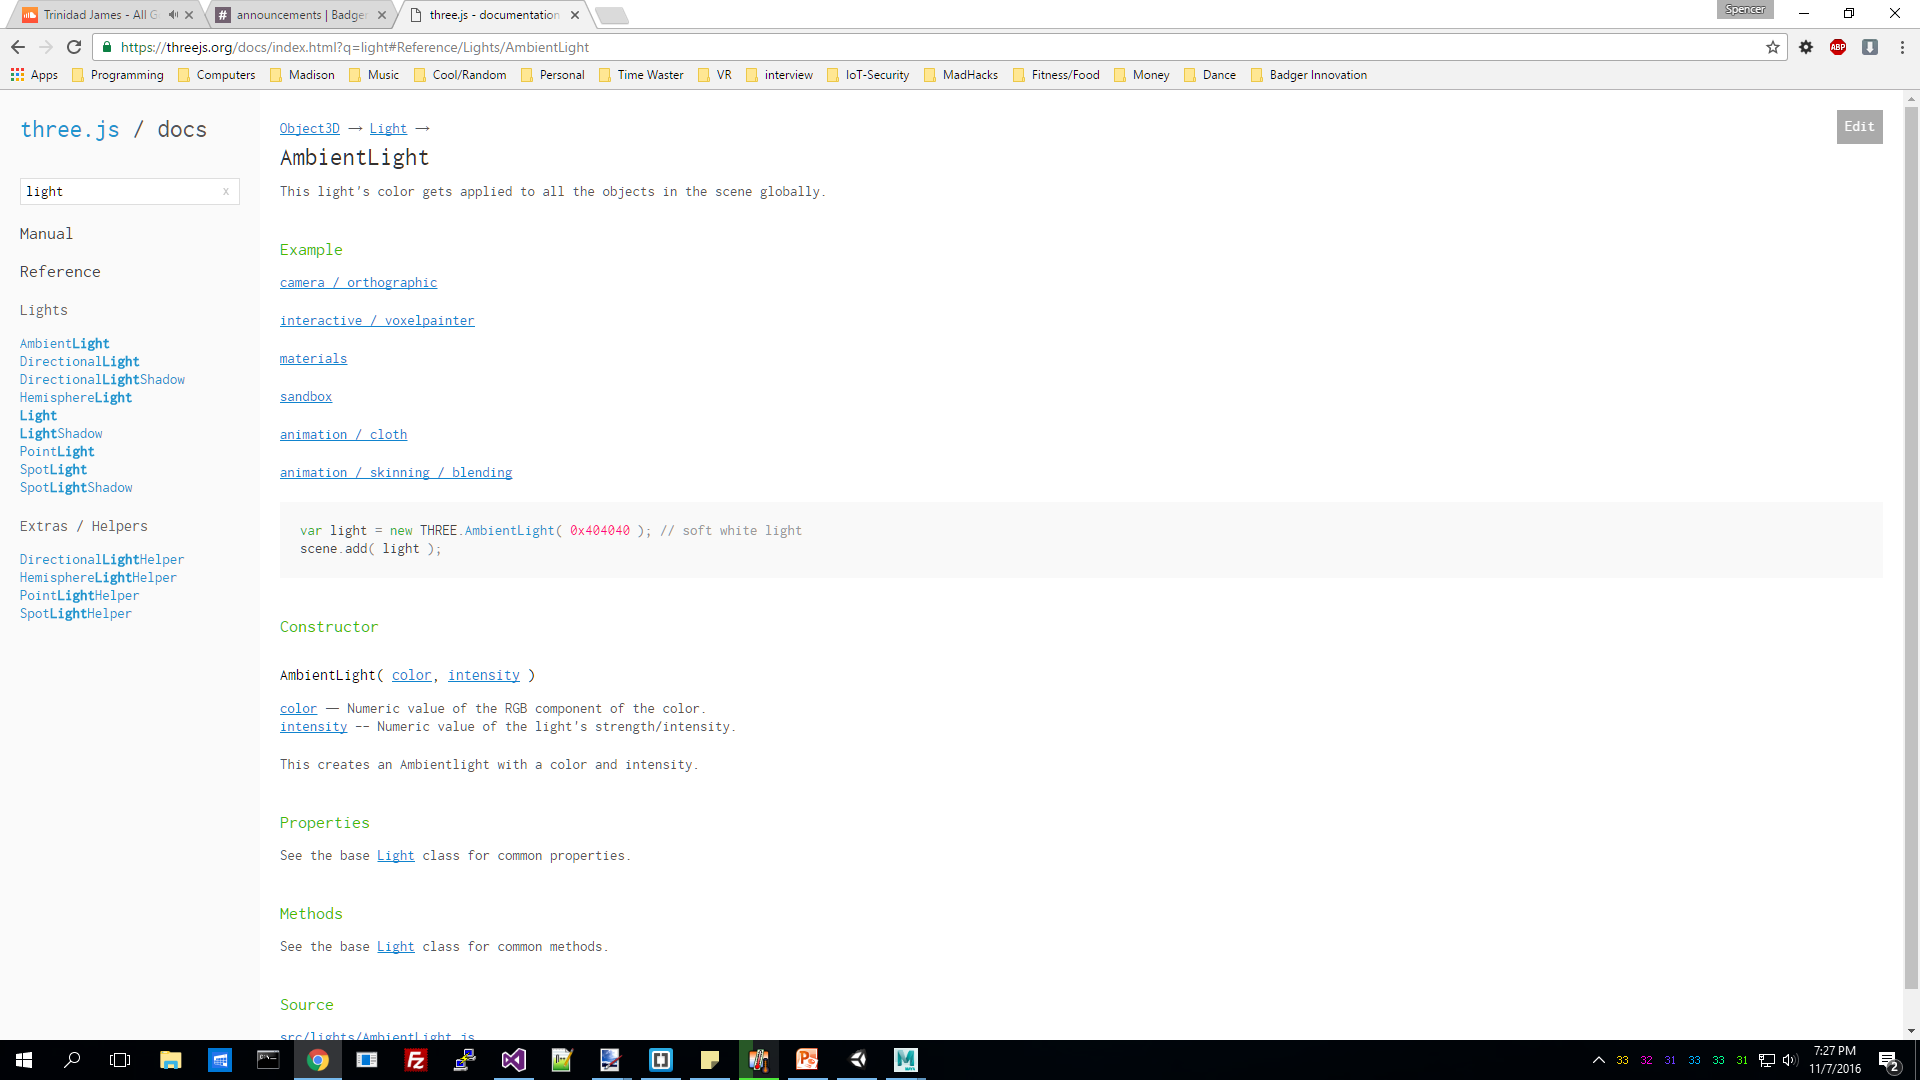 Trinidad James - All G
announcements | Badger
three.js - documentation
Spencer
https://threejs.org/docs/index.html?q=light#Reference/Lights/AmbientLight
ABP
Apps Programming Computers Madison Music Cool/Random Personal Time Waster VR interview IoT-Security MadHacks Fitness/Food Money Dance Badger Innovation
three.js / docs
light x
Manual
Reference
Lights
AmbientLight
DirectionalLight
DirectionalLightShadow
HemisphereLight
Light
LightShadow
PointLight
SpotLight
SpotLightShadow
Extras / Helpers
DirectionalLightHelper
HemisphereLightHelper
PointLightHelper
SpotLightHelper
Object3D → Light →
Edit
AmbientLight
This light's color gets applied to all the objects in the scene globally.
Example
camera / orthographic
interactive / voxelpainter
materials
sandbox
animation / cloth
animation / skinning / blending
var light = new THREE.AmbientLight( 0x404040 ); // soft white light
scene.add( light );
Constructor
AmbientLight( color, intensity )
color — Numeric value of the RGB component of the color.
intensity -- Numeric value of the light's strength/intensity.
This creates an Ambientlight with a color and intensity.
Properties
See the base Light class for common properties.
Methods
See the base Light class for common methods.
Source
src/lights/AmbientLight.js
33 32 31 33 33 31
7:27 PM
11/7/2016
2